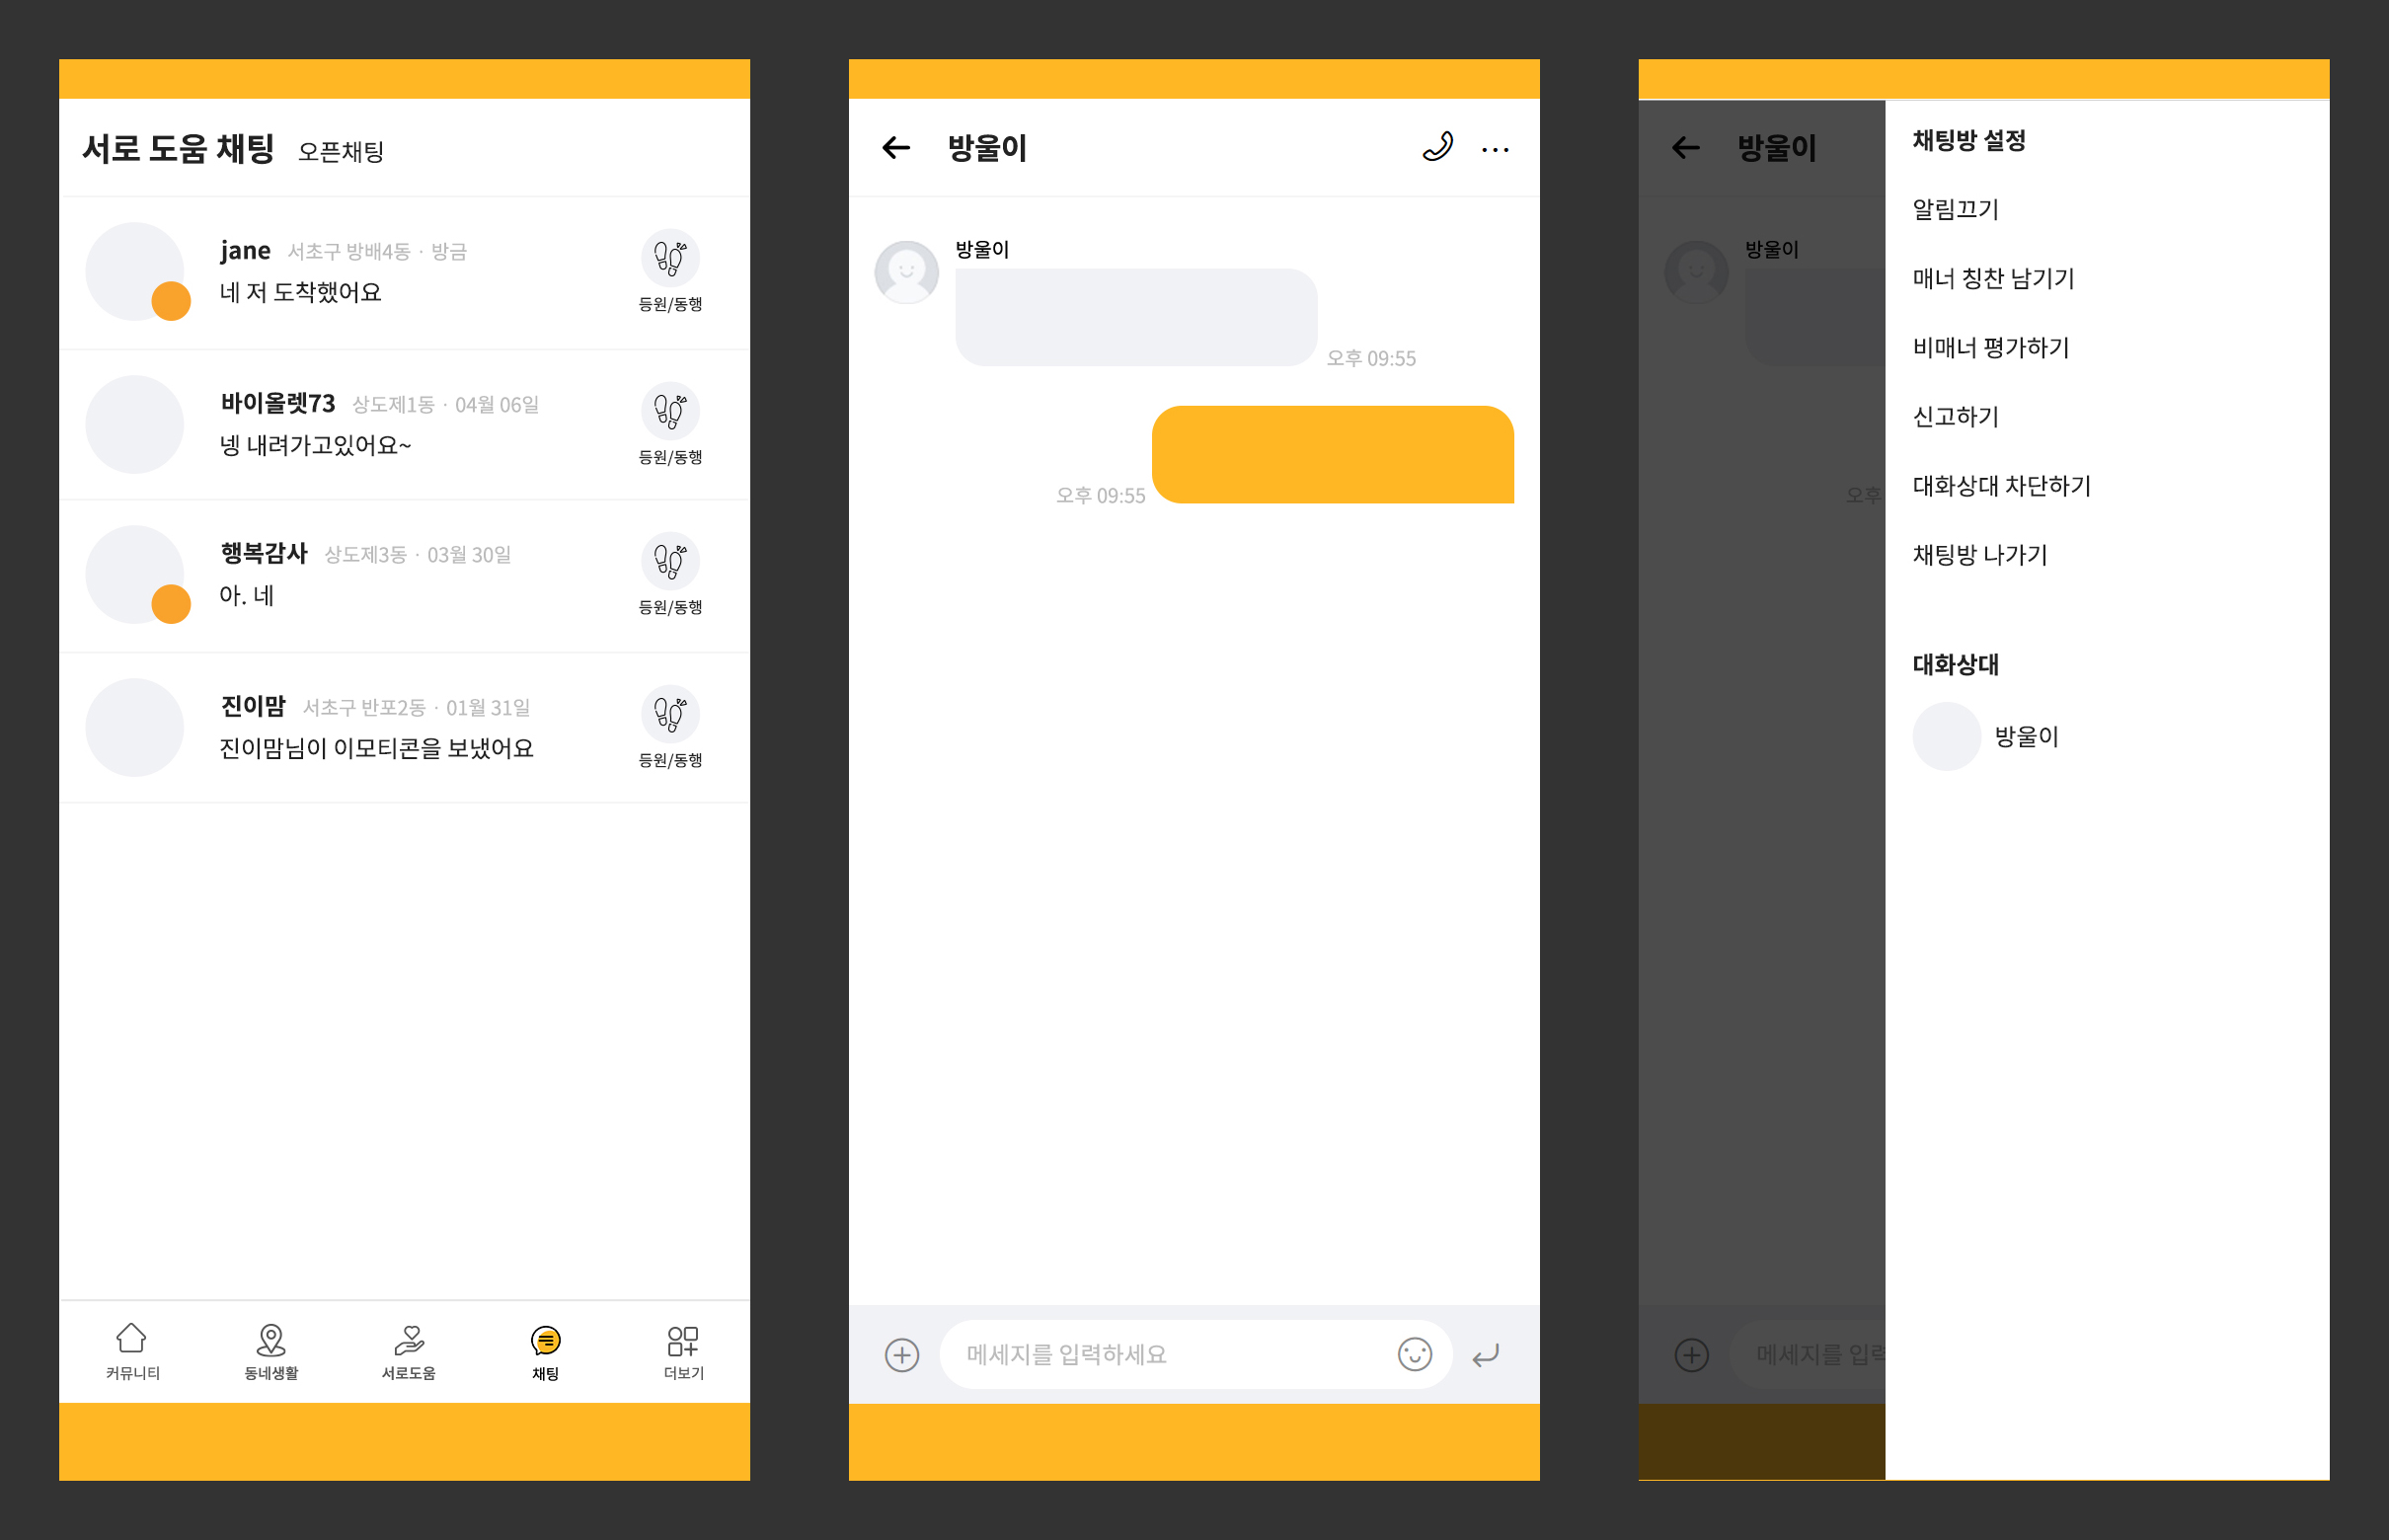 서로 도움 채팅 오픈채팅
jane 서초구 방배4동 · 방금
네 저 도착했어요
등원/동행
바이올렛73 상도제1동 · 04월 06일
넹 내려가고있어요~
등원/동행
행복감사 상도제3동 · 03월 30일
아. 네
등원/동행
진이맘 서초구 반포2동 · 01월 31일
진이맘님이 이모티콘을 보냈어요
등원/동행
커뮤니티 동네생활 서로도움 채팅 더보기
방울이
방울이
오후 09:55
오후 09:55
메세지를 입력하세요
방울이
방울이
오후
메세지를 입력
채팅방 설정
알림끄기
매너 칭찬 남기기
비매너 평가하기
신고하기
대화상대 차단하기
채팅방 나가기
대화상대
방울이